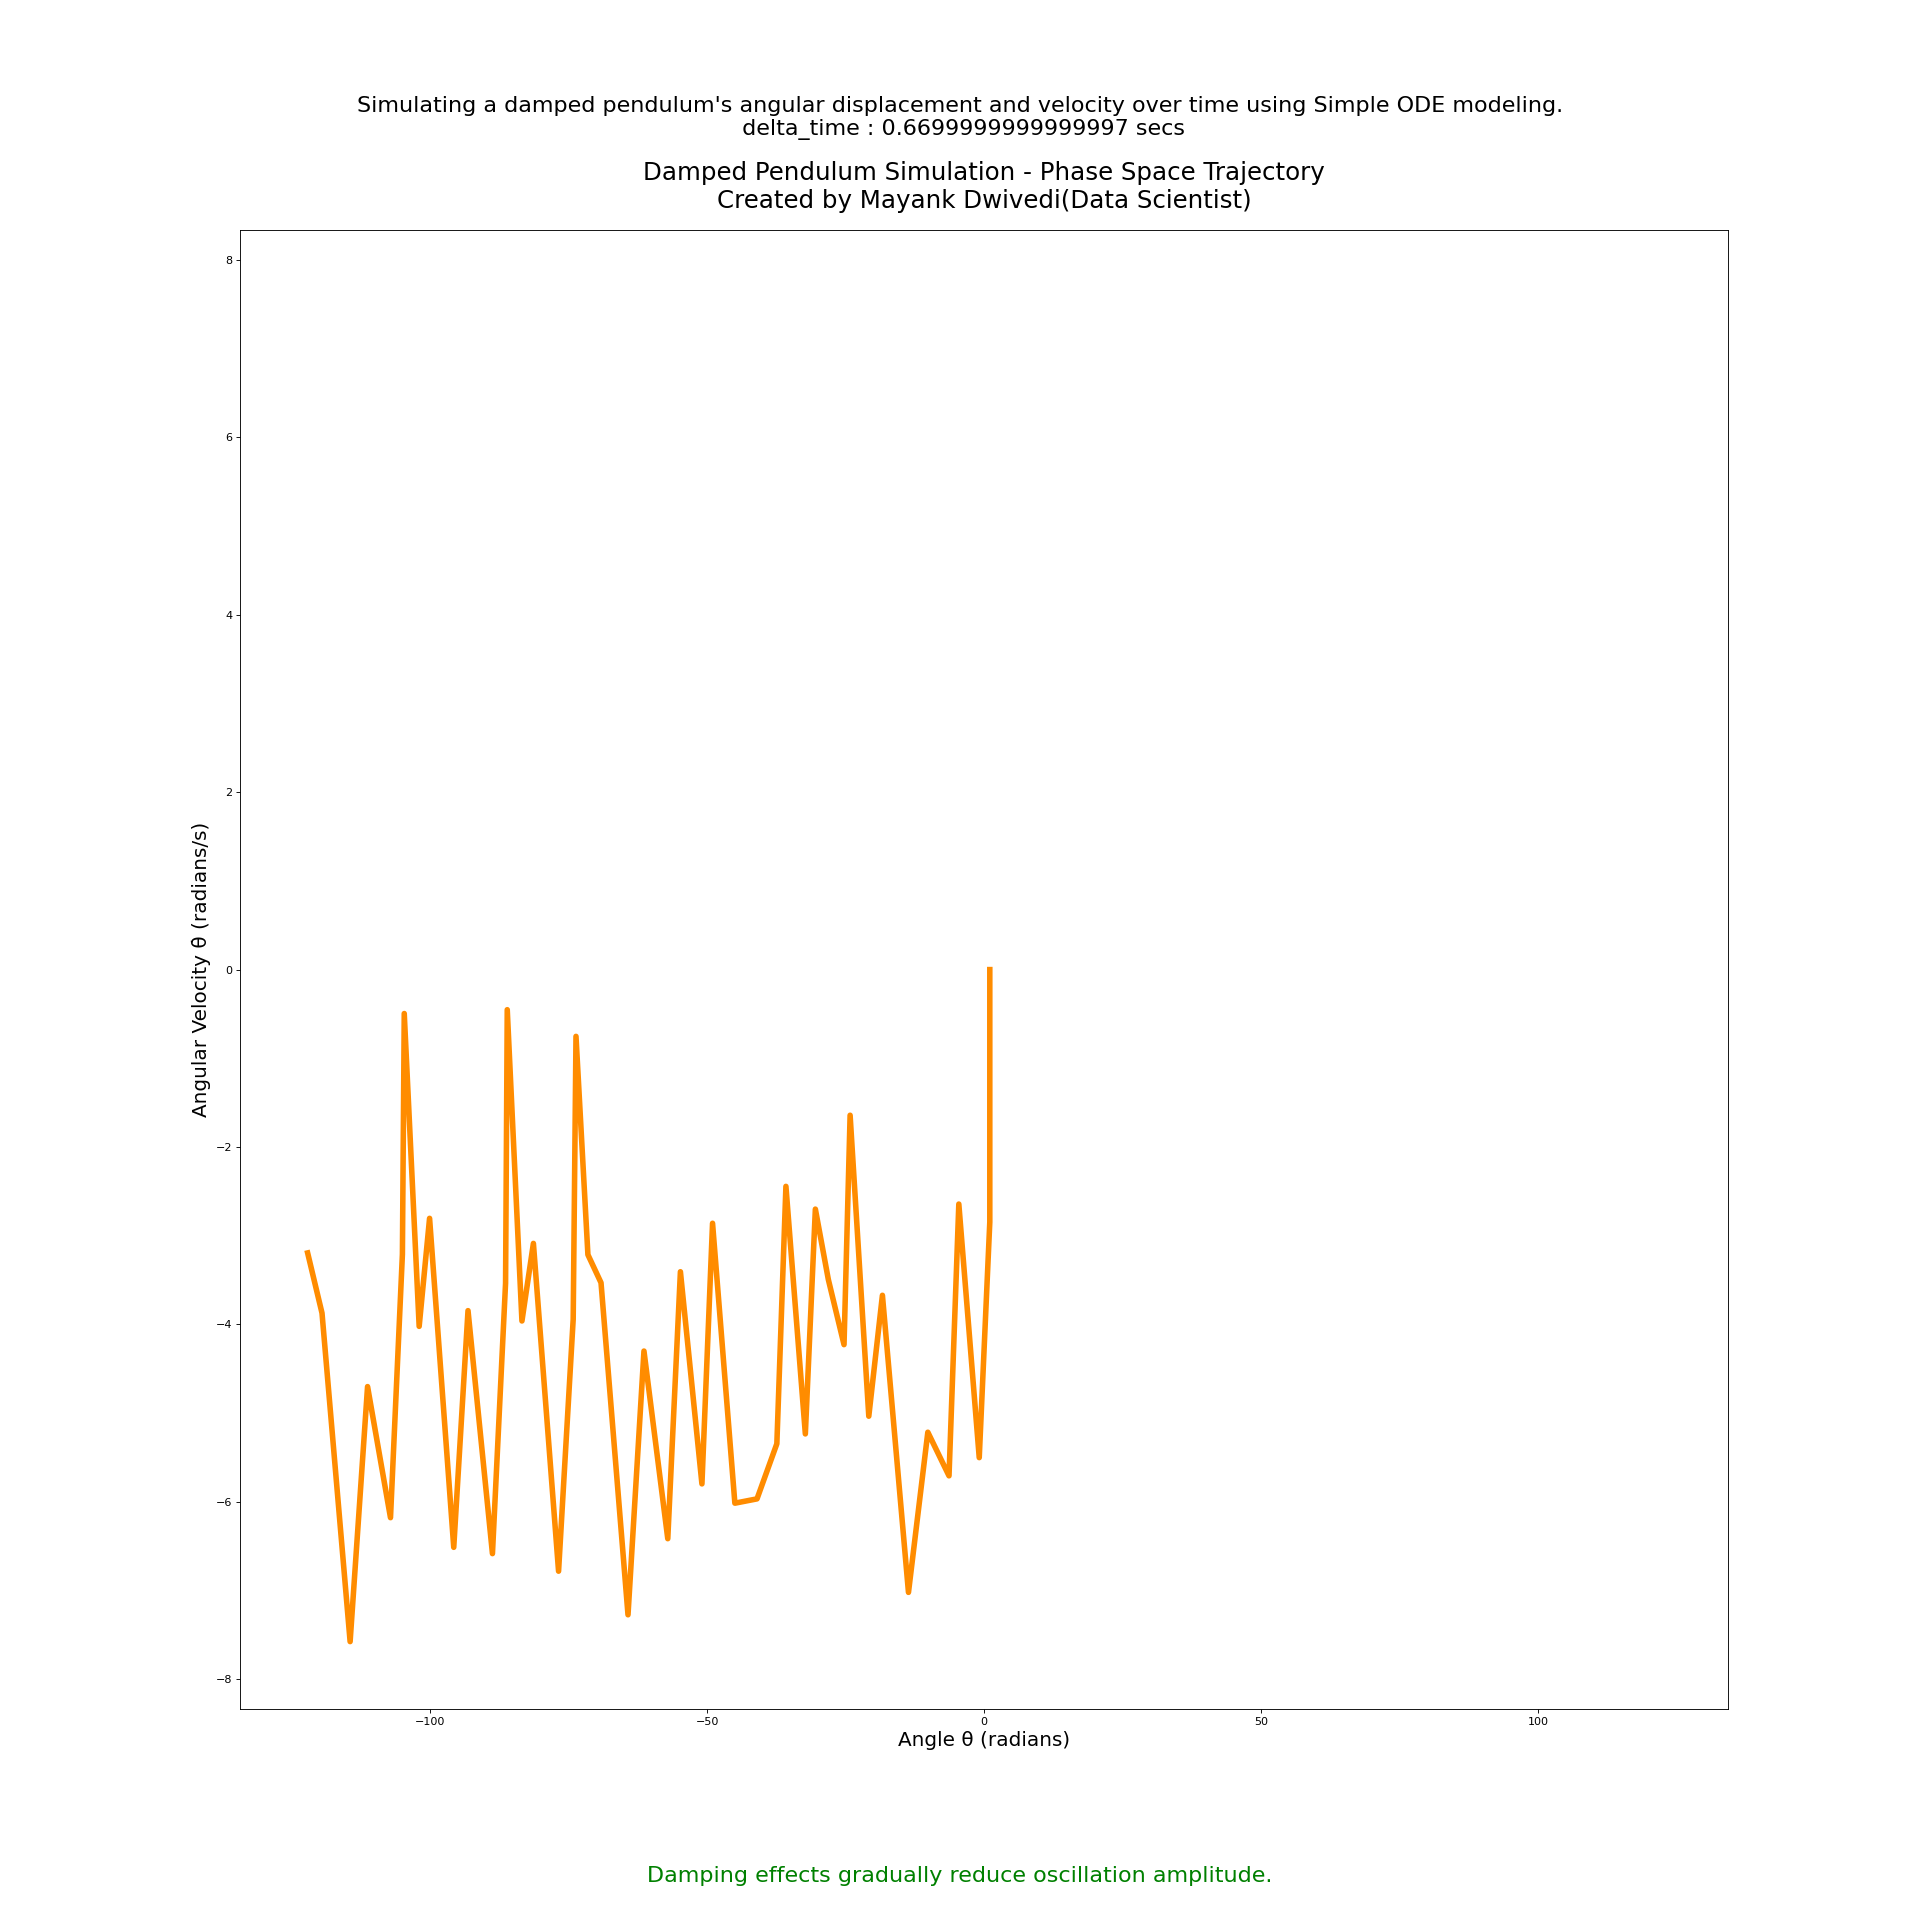 Simulating a damped pendulum's angular displacement and velocity over time using Simple ODE modeling.
delta_time : 0.6699999999999997 secs
Damped Pendulum Simulation - Phase Space Trajectory
Created by Mayank Dwivedi(Data Scientist)
8
6
4
2
0
−2
−4
−6
−8
Angular Velocity θ̇ (radians/s)
−100
−50
0
50
100
Angle θ (radians)
Damping effects gradually reduce oscillation amplitude.